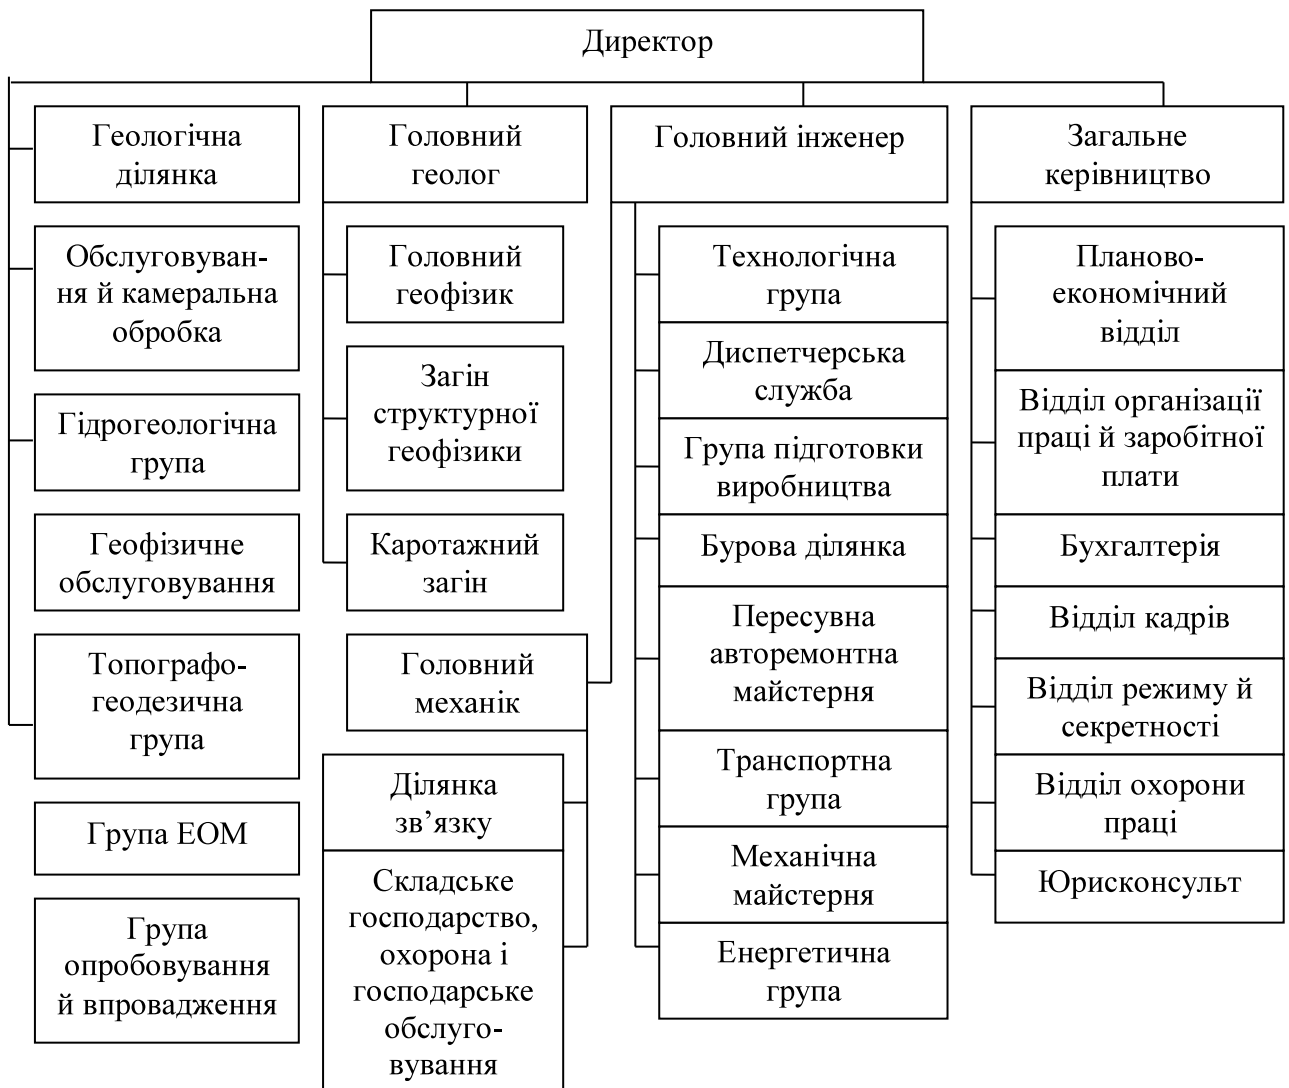 Директор
Геологічна
ділянка
Обслуговуван-
ня й камеральна
обробка
Гідрогеологічна
група
Геофізичне
обслуговування
Топографо-
геодезична
група
Група ЕОМ
Група
опробовування
й впровадження
Головний
геолог
Головний
геофізик
Загін
структурної
геофізики
Каротажний
загін
Головний
механік
Ділянка
зв’язку
Складське
господарство,
охорона і
господарське
обслуго-
вування
Головний інженер
Технологічна
група
Диспетчерська
служба
Група підготовки
виробництва
Бурова ділянка
Пересувна
авторемонтна
майстерня
Транспортна
група
Механічна
майстерня
Енергетична
група
Загальне
керівництво
Планово-
економічний
відділ
Відділ організації
праці й заробітної
плати
Бухгалтерія
Відділ кадрів
Відділ режиму й
секретності
Відділ охорони
праці
Юрисконсульт